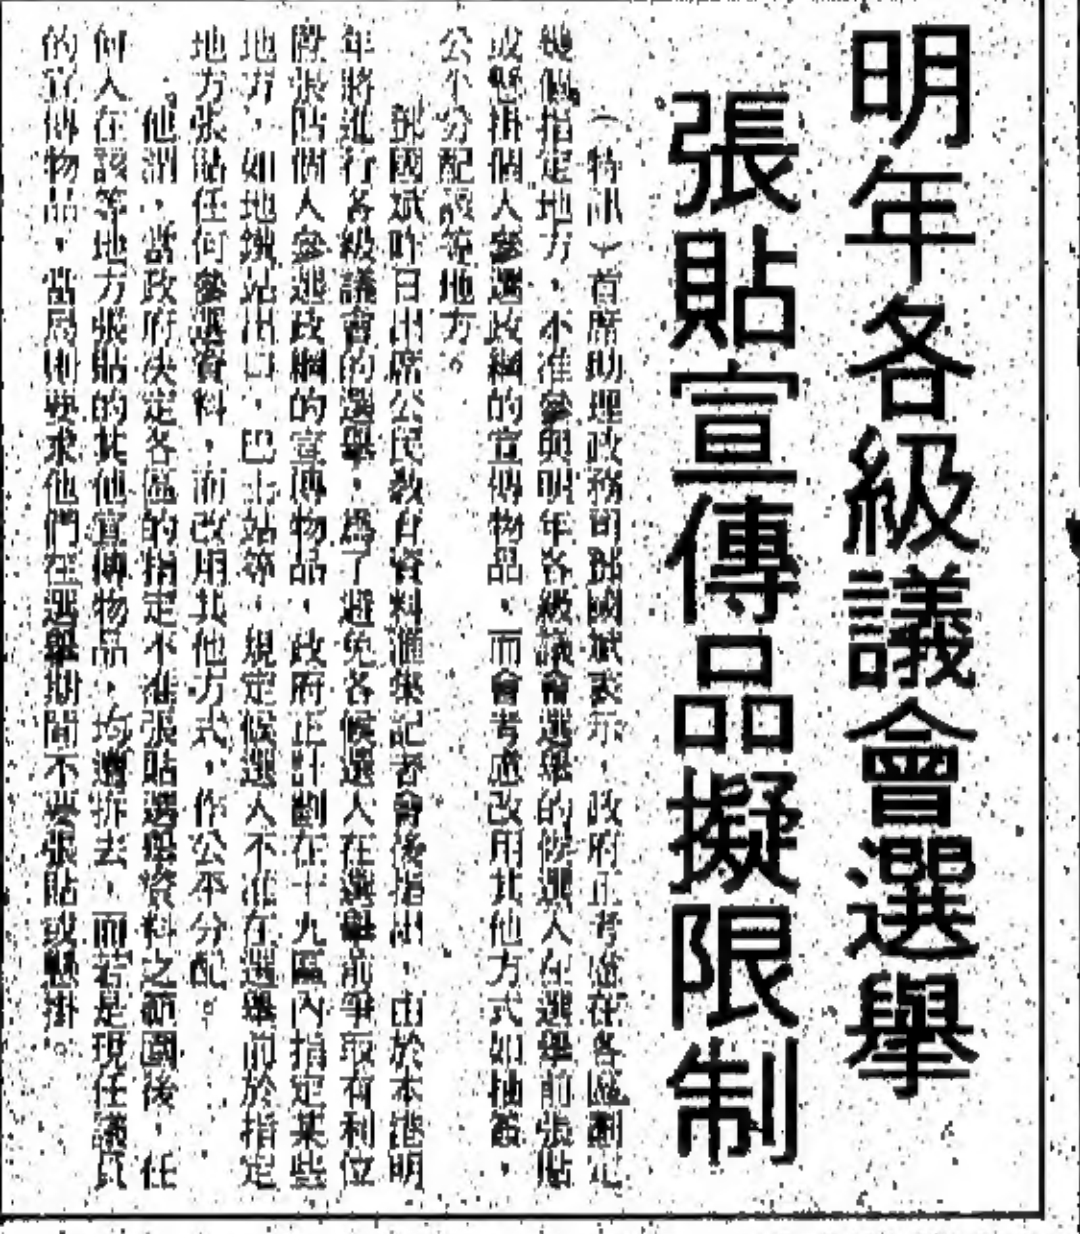 明年各級議會選舉
張貼宣傳品擬限制
（特訊）首席助理政務司鄧國斌表示，政府正考慮在各區劃定
幾個指定地方，不准參與明年各級議會選舉的候選人在選舉前張貼
或懸掛個人參選政綱的宣傳物品，而會考慮改用其他方式如抽簽，
公平分配該等地方。
鄧國斌昨日出席公民教育資料滙集記者會後指出，由於本港明
年將進行各級議會的選舉，爲了避免各候選人在選舉前爭取有利位
置張貼個人參選政綱的宣傳物品，政府正計劃在十九區內指定某些
地方，如地鐵站出口，巴士站等，規定候選人不准在選舉前於指定
地方張貼任何參選資料，而改用其他方式，作公平分配。
他謂，當政府決定各區的指定不准張貼選舉資料之範圍後，任
何人在該等地方張貼的其他宣傳物品，均遭拆去，而若是現任議員
的宣傳物品，當局則要求他們在選舉期間不要張貼或懸掛。